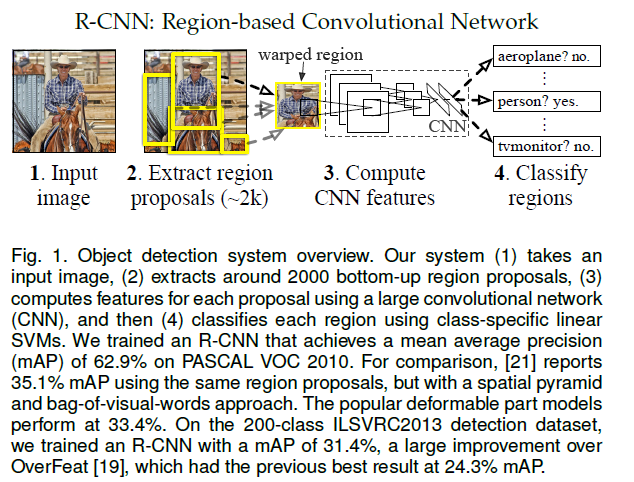 R-CNN: Region-based Convolutional Network
warped region
aeroplane? no.
person? yes.
tvmonitor? no.
CNN
1. Input
image
2. Extract region
proposals (~2k)
3. Compute
CNN features
4. Classify
regions
Fig. 1. Object detection system overview. Our system (1) takes an
input image, (2) extracts around 2000 bottom-up region proposals, (3)
computes features for each proposal using a large convolutional network
(CNN), and then (4) classifies each region using class-specific linear
SVMs. We trained an R-CNN that achieves a mean average precision
(mAP) of 62.9% on PASCAL VOC 2010. For comparison, [21] reports
35.1% mAP using the same region proposals, but with a spatial pyramid
and bag-of-visual-words approach. The popular deformable part models
perform at 33.4%. On the 200-class ILSVRC2013 detection dataset,
we trained an R-CNN with a mAP of 31.4%, a large improvement over
OverFeat [19], which had the previous best result at 24.3% mAP.